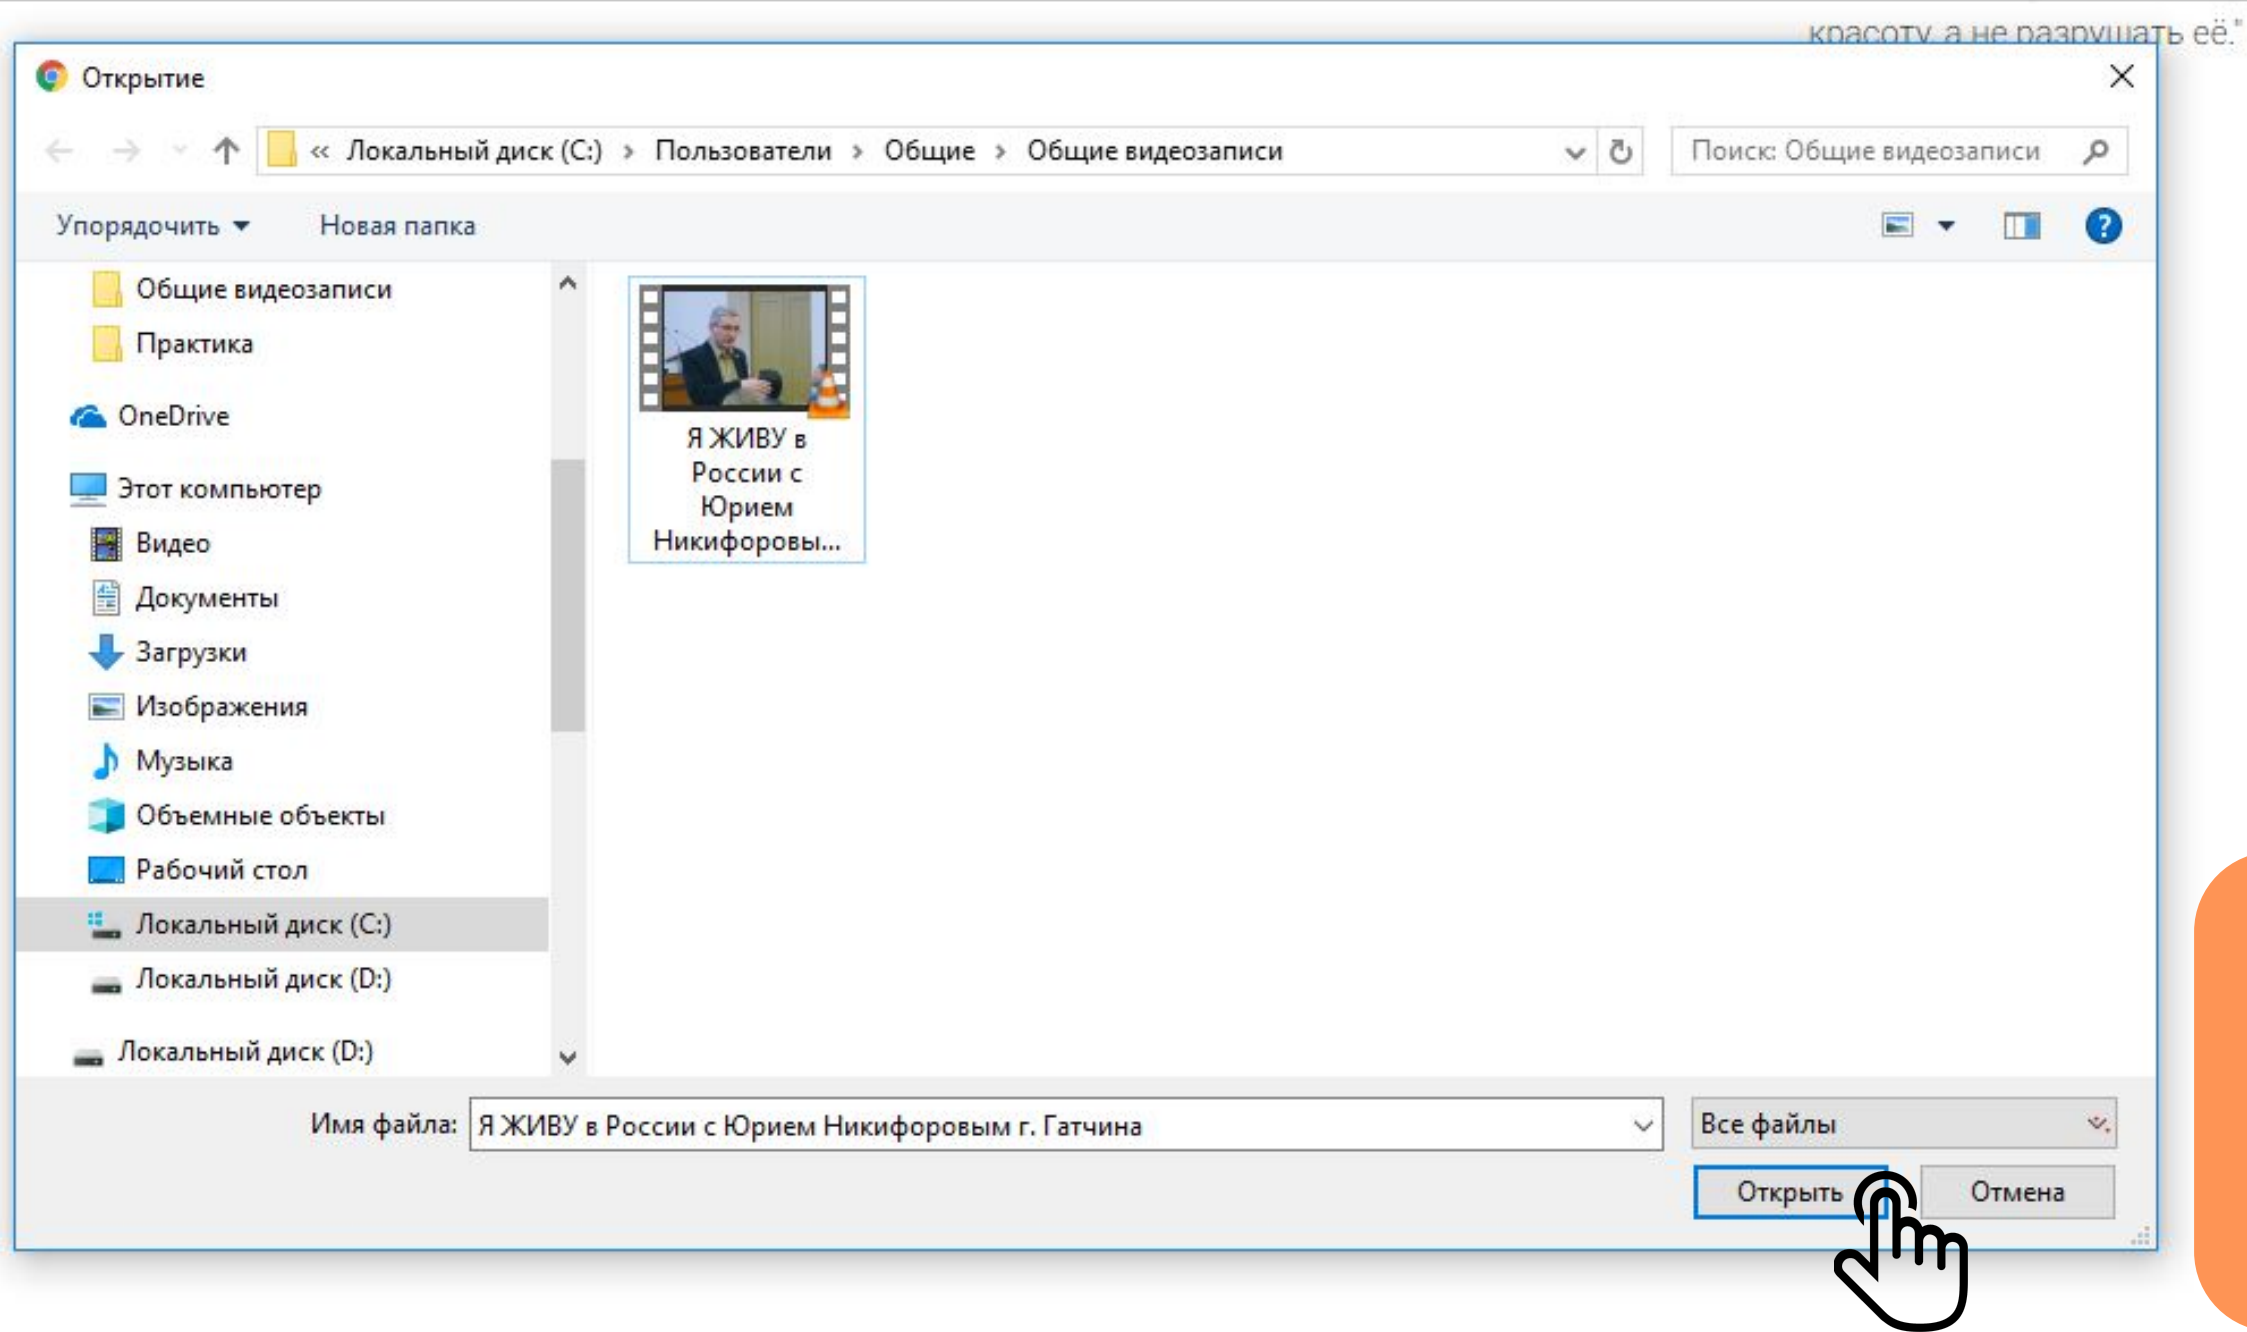 красоту, а не разрушать её."
Открытие
« Локальный диск (C:) › Пользователи › Общие › Общие видеозаписи
Поиск: Общие видеозаписи
Упорядочить
Новая папка
Общие видеозаписи
Практика
OneDrive
Этот компьютер
Видео
Документы
Загрузки
Изображения
Музыка
Объемные объекты
Рабочий стол
Локальный диск (C:)
Локальный диск (D:)
Локальный диск (D:)
Я ЖИВУ в
России с
Юрием
Никифоровы...
Имя файла:
Я ЖИВУ в России с Юрием Никифоровым г. Гатчина
Все файлы
Открыть
Отмена